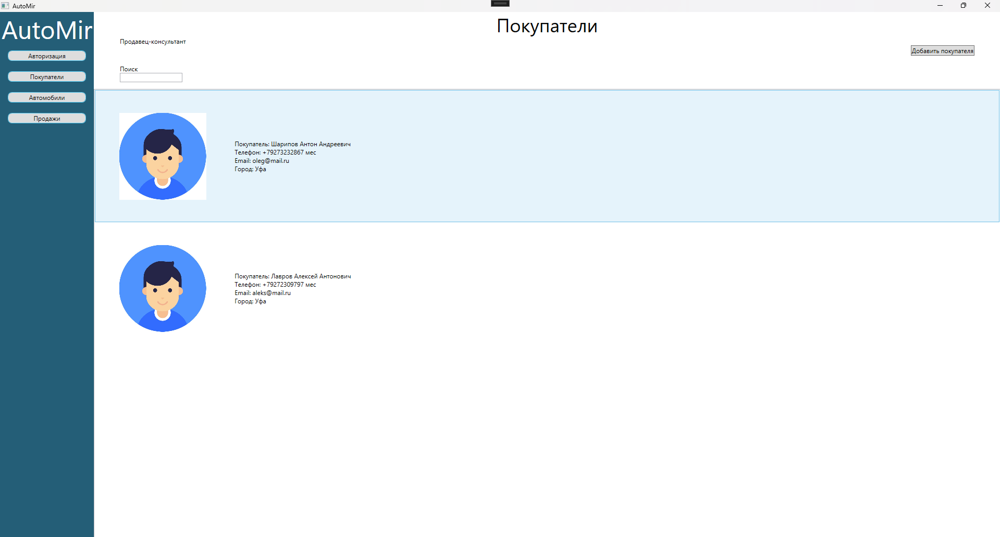 AutoMir
AutoMir
Авторизация
Покупатели
Автомобили
Продажи
Покупатели
Продавец-консультант
Добавить покупателя
Поиск
Покупатель: Шарипов Антон Андреевич
Телефон: +79273232867 мес
Email: oleg@mail.ru
Город: Уфа
Покупатель: Лавров Алексей Антонович
Телефон: +79272309797 мес
Email: aleks@mail.ru
Город: Уфа